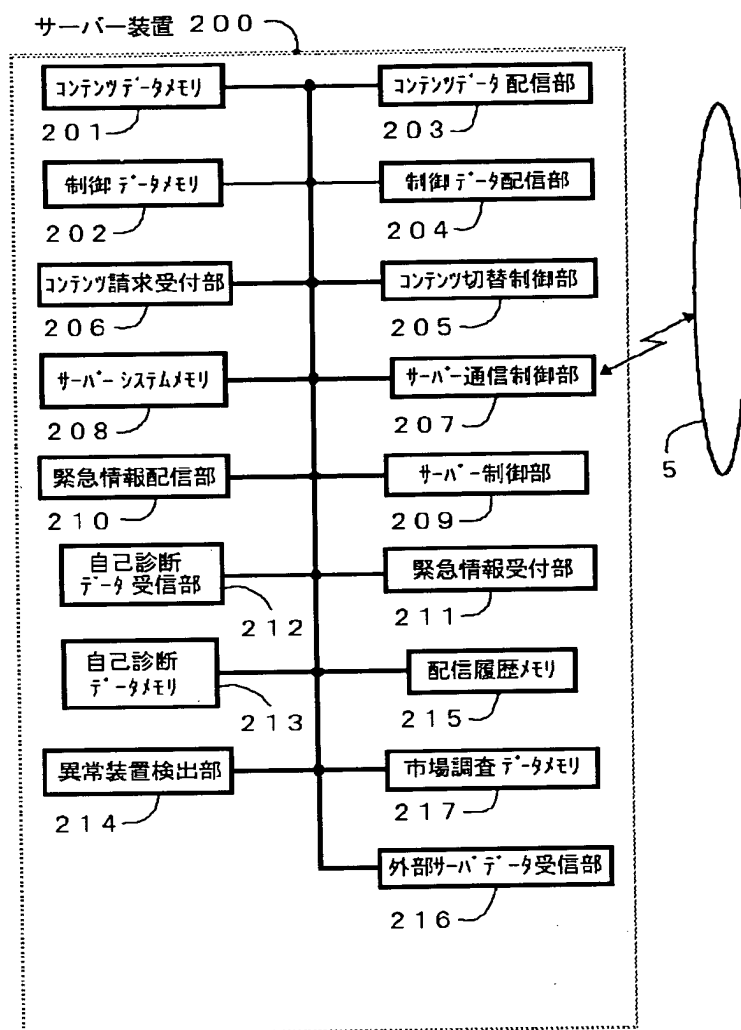 サーバー装置 200
コンテンツデータメモリ
201
コンテンツデータ配信部
203
制御データメモリ
202
制御データ配信部
204
コンテンツ請求受付部
206
コンテンツ切替制御部
205
サーバーシステムメモリ
208
サーバー通信制御部
207
5
緊急情報配信部
210
サーバー制御部
209
自己診断
データ受信部
212
緊急情報受付部
211
自己診断
データメモリ
213
配信履歴メモリ
215
異常装置検出部
214
市場調査データメモリ
217
外部サーバデータ受信部
216